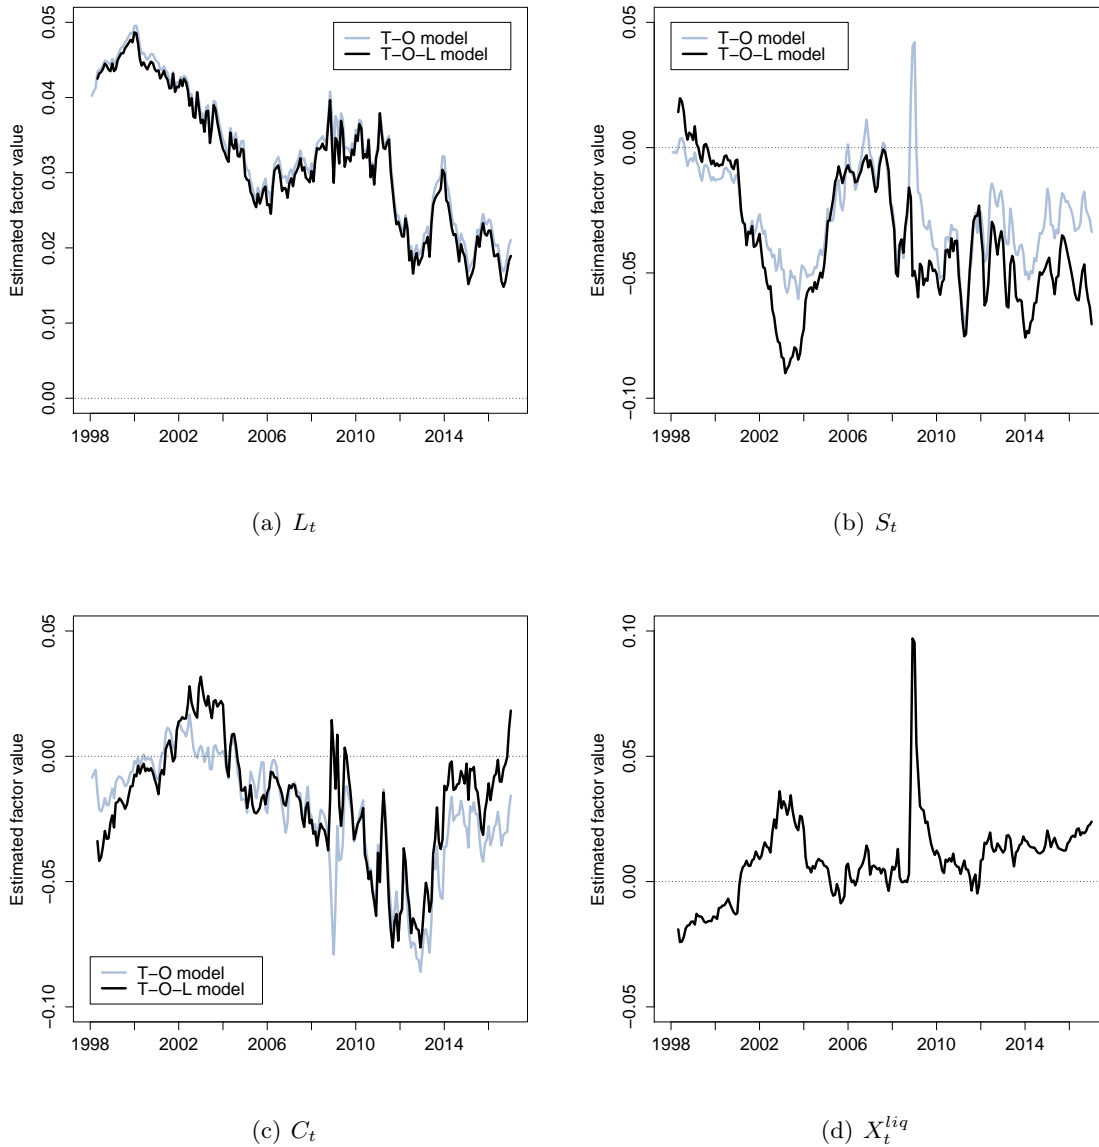 Estimated factor value
0.00 0.01 0.02 0.03 0.04 0.05
T−O model
T−O−L model
1998 2002 2006 2010 2014
(a) L_t
Estimated factor value
−0.10 −0.05 0.00 0.05
T−O model
T−O−L model
1998 2002 2006 2010 2014
(b) S_t
Estimated factor value
−0.10 −0.05 0.00 0.05
T−O model
T−O−L model
1998 2002 2006 2010 2014
(c) C_t
Estimated factor value
−0.05 0.00 0.05 0.10
1998 2002 2006 2010 2014
(d) X_t^{liq}